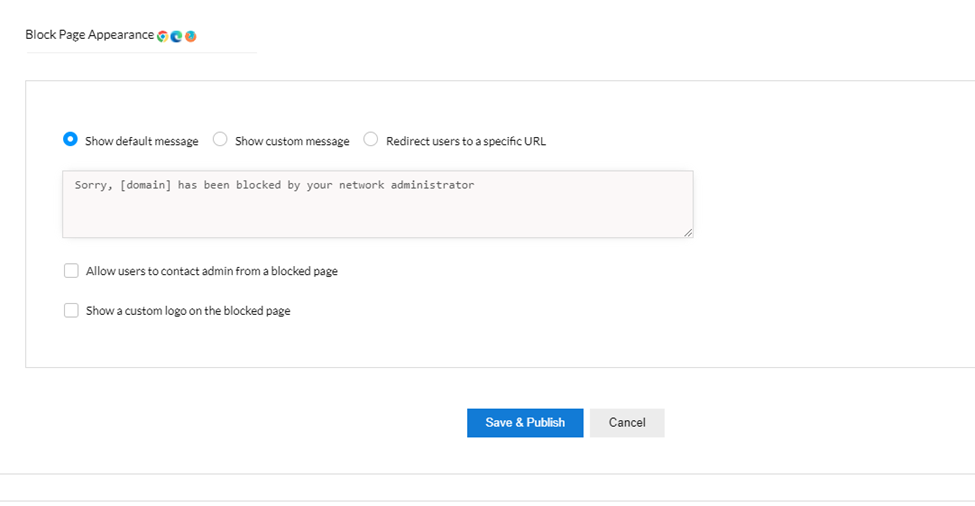 Block Page Appearance
Show default message Show custom message Redirect users to a specific URL
Sorry, [domain] has been blocked by your network administrator
Allow users to contact admin from a blocked page
Show a custom logo on the blocked page
Save & Publish Cancel